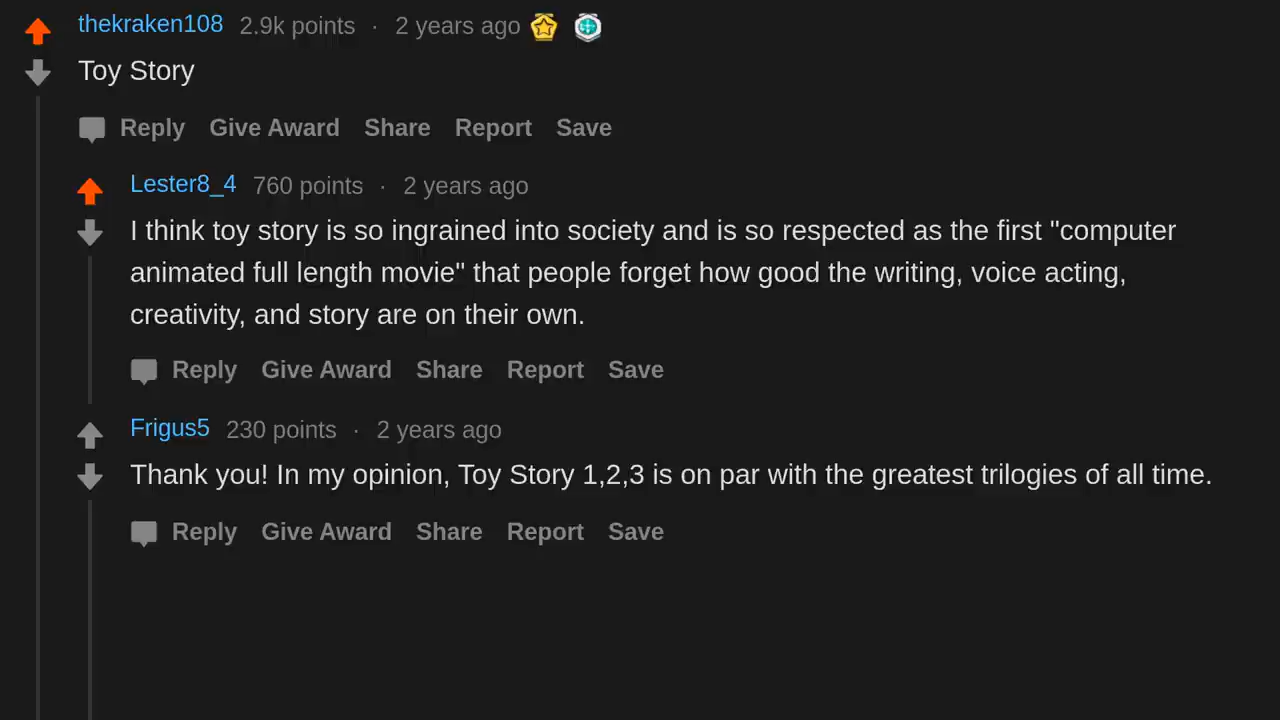 thekraken108 2.9k points · 2 years ago
Toy Story
Reply Give Award Share Report Save
Lester8_4 760 points · 2 years ago
I think toy story is so ingrained into society and is so respected as the first "computer
animated full length movie" that people forget how good the writing, voice acting,
creativity, and story are on their own.
Reply Give Award Share Report Save
Frigus5 230 points · 2 years ago
Thank you! In my opinion, Toy Story 1,2,3 is on par with the greatest trilogies of all time.
Reply Give Award Share Report Save